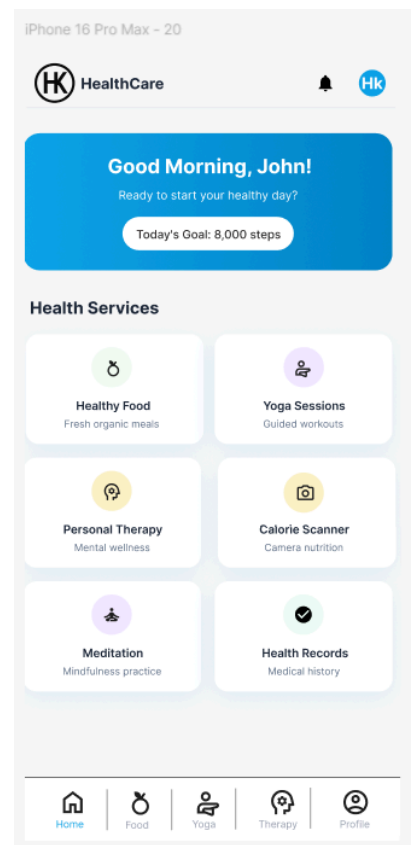 iPhone 16 Pro Max – 20
HK HealthCare Hk
Good Morning, John!
Ready to start your healthy day?
Today's Goal: 8,000 steps
Health Services
Healthy Food
Fresh organic meals
Yoga Sessions
Guided workouts
Personal Therapy
Mental wellness
Calorie Scanner
Camera nutrition
Meditation
Mindfulness practice
Health Records
Medical history
Home Food Yoga Therapy Profile